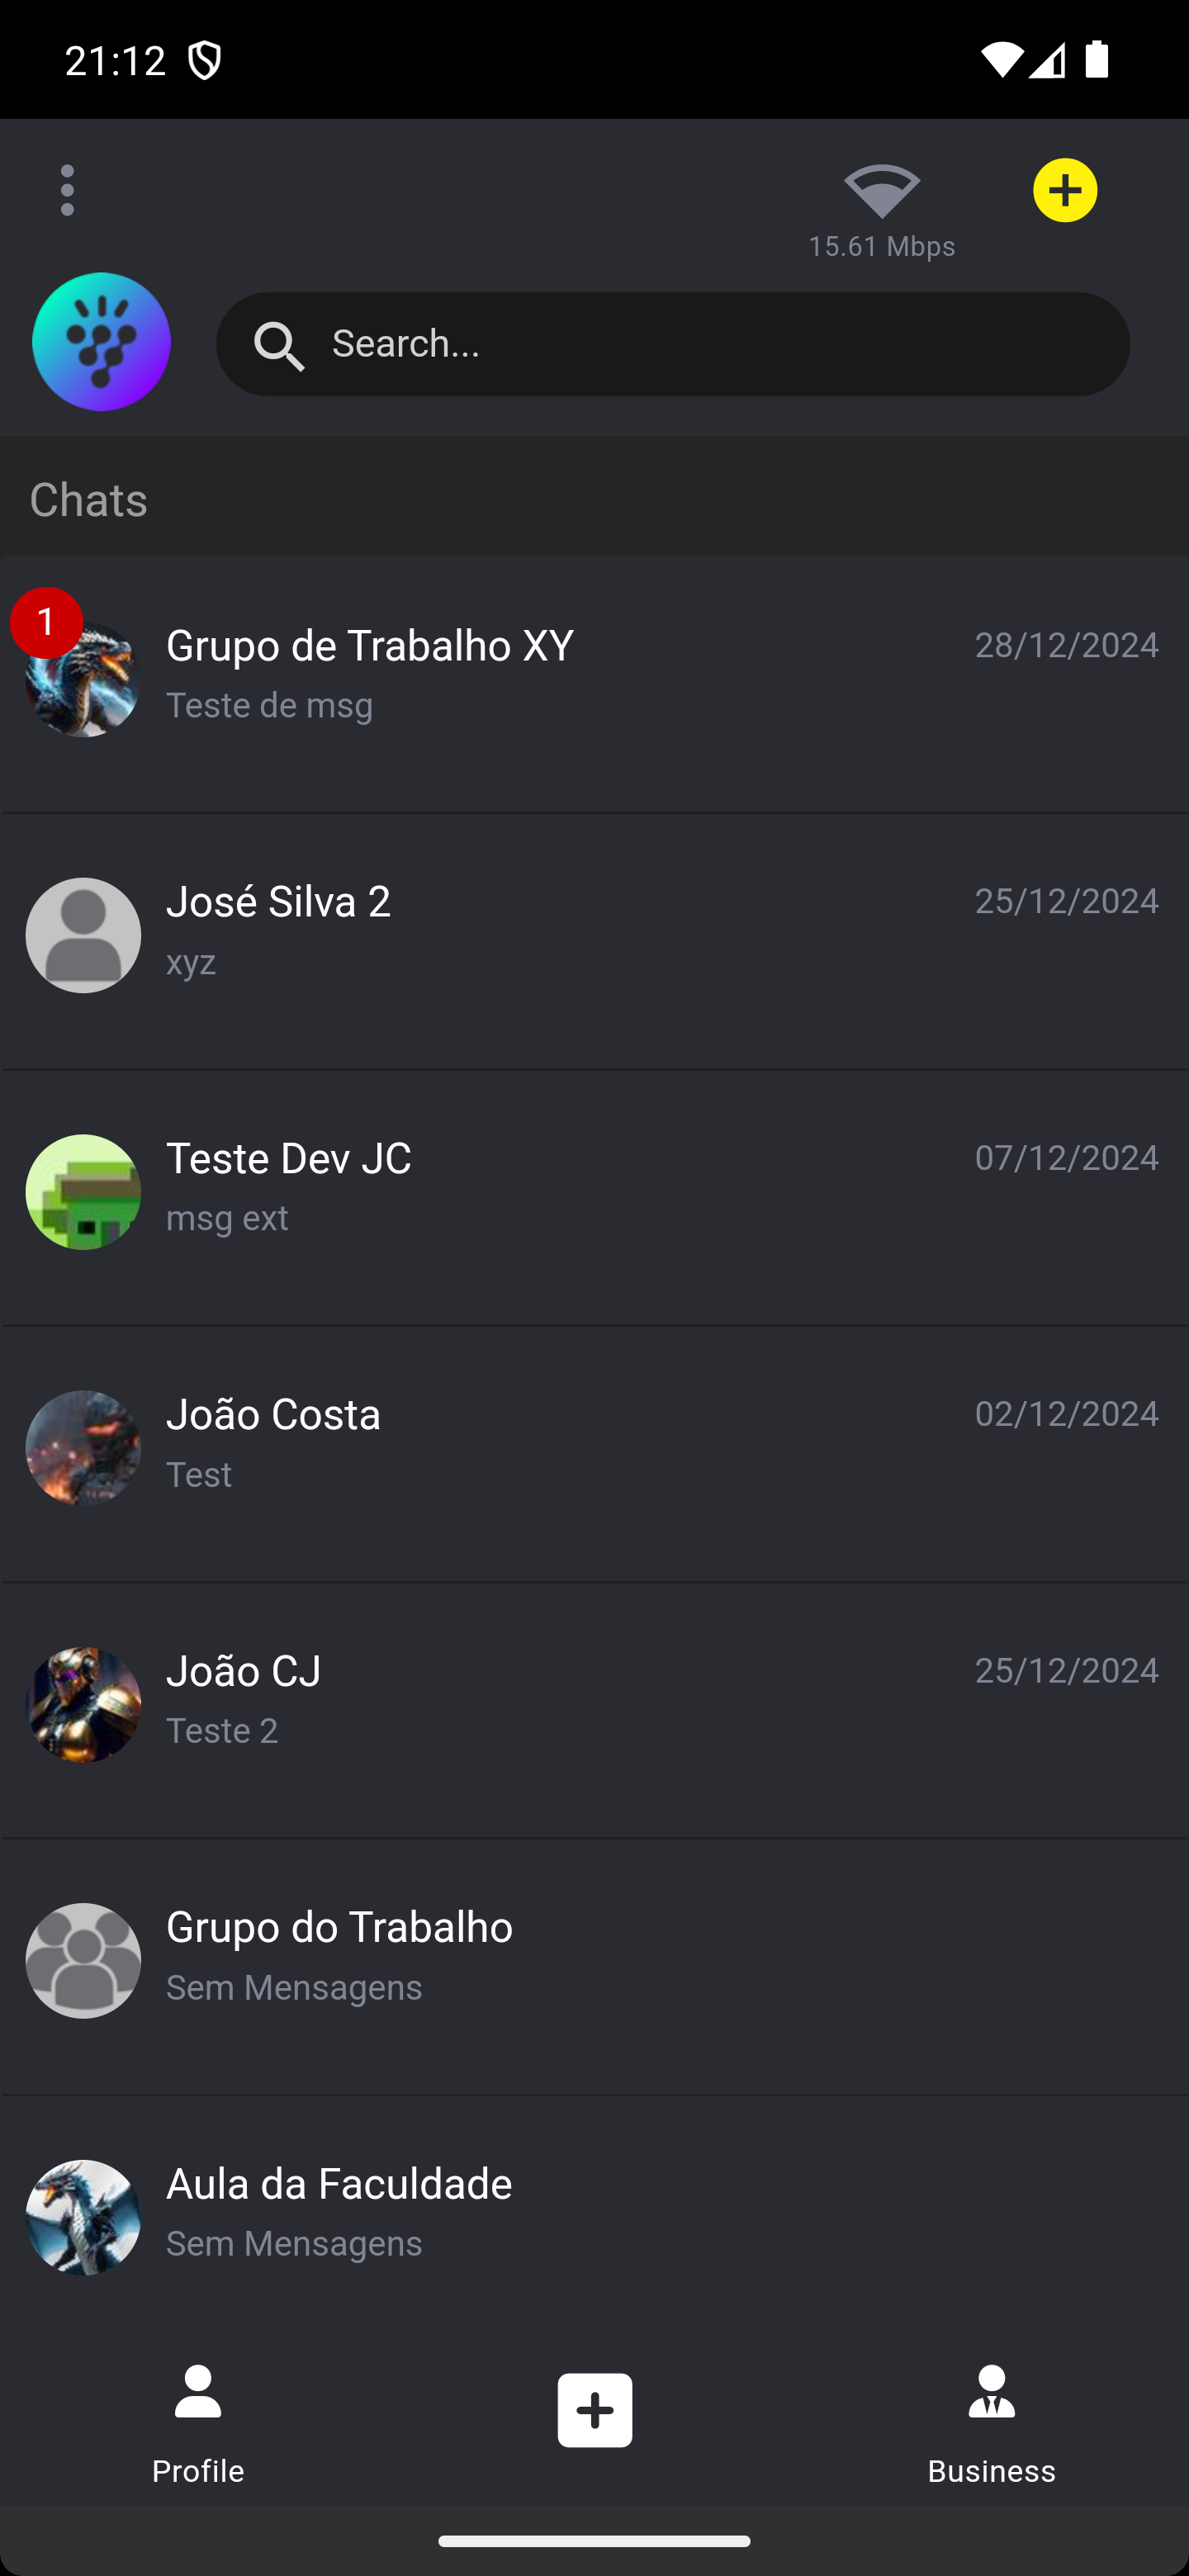 21:12
15.61 Mbps
Search...
Chats
1
Grupo de Trabalho XY 28/12/2024
Teste de msg
José Silva 2 25/12/2024
xyz
Teste Dev JC 07/12/2024
msg ext
João Costa 02/12/2024
Test
João CJ 25/12/2024
Teste 2
Grupo do Trabalho
Sem Mensagens
Aula da Faculdade
Sem Mensagens
Profile Business